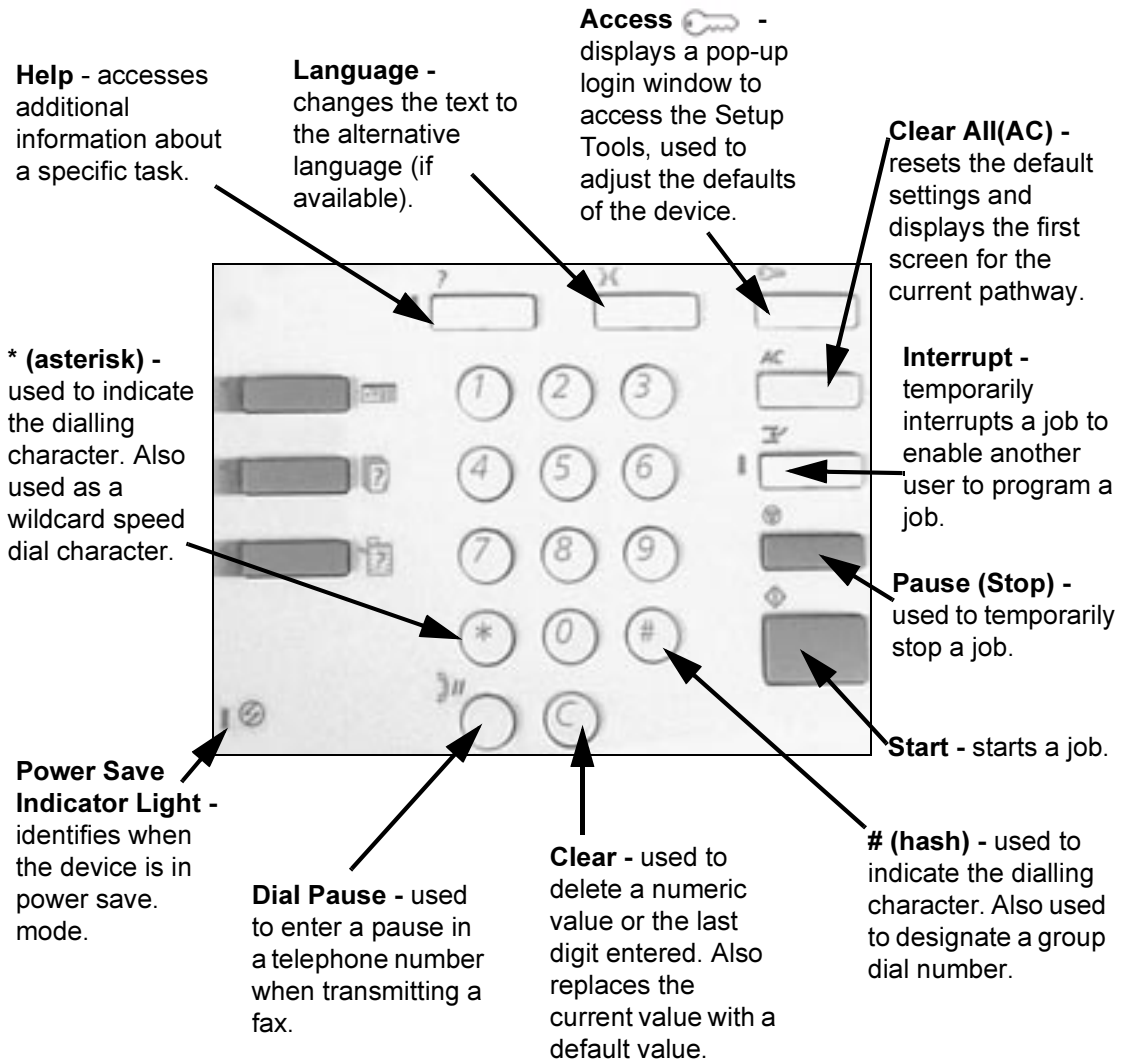 Help - accesses
additional
information about
a specific task.
Language -
changes the text to
the alternative
language (if
available).
Access -
displays a pop-up
login window to
access the Setup
Tools, used to
adjust the defaults
of the device.
Clear All(AC) -
resets the default
settings and
displays the first
screen for the
current pathway.
* (asterisk) -
used to indicate
the dialling
character. Also
used as a
wildcard speed
dial character.
Interrupt -
temporarily
interrupts a job to
enable another
user to program a
job.
Pause (Stop) -
used to temporarily
stop a job.
Start - starts a job.
?
AC
1 2 3
4 5 6
?
7 8 9
?
* 0 #
C
Power Save
Indicator Light -
identifies when
the device is in
power save.
mode.
Dial Pause - used
to enter a pause in
a telephone number
when transmitting a
fax.
Clear - used to
delete a numeric
value or the last
digit entered. Also
replaces the
current value with a
default value.
# (hash) - used to
indicate the dialling
character. Also used
to designate a group
dial number.